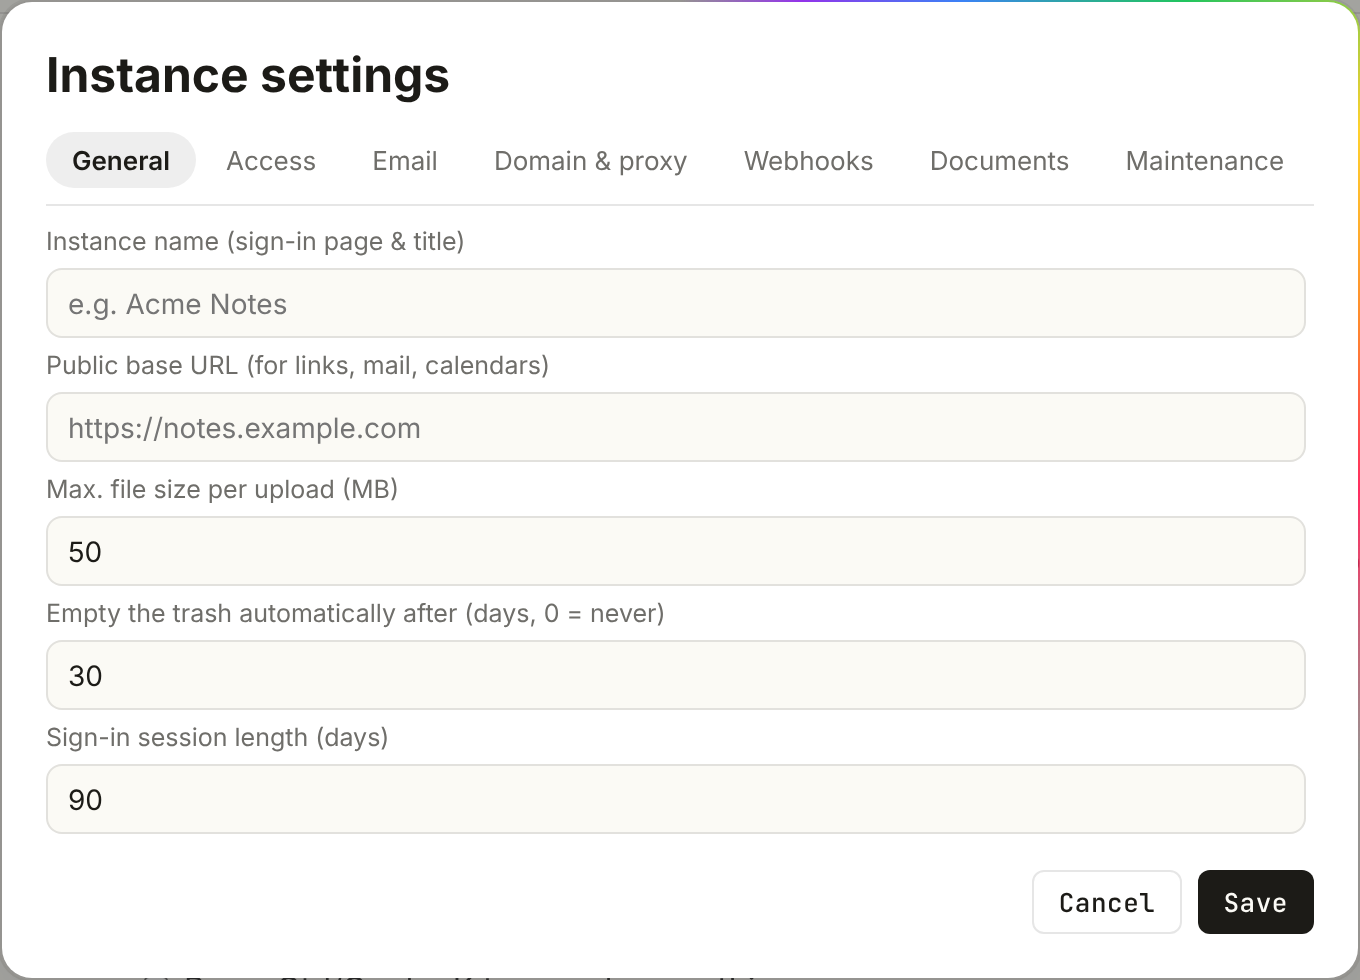 Instance settings
General Access Email Domain & proxy Webhooks Documents Maintenance
Instance name (sign-in page & title)
e.g. Acme Notes
Public base URL (for links, mail, calendars)
https://notes.example.com
Max. file size per upload (MB)
50
Empty the trash automatically after (days, 0 = never)
30
Sign-in session length (days)
90
Cancel Save